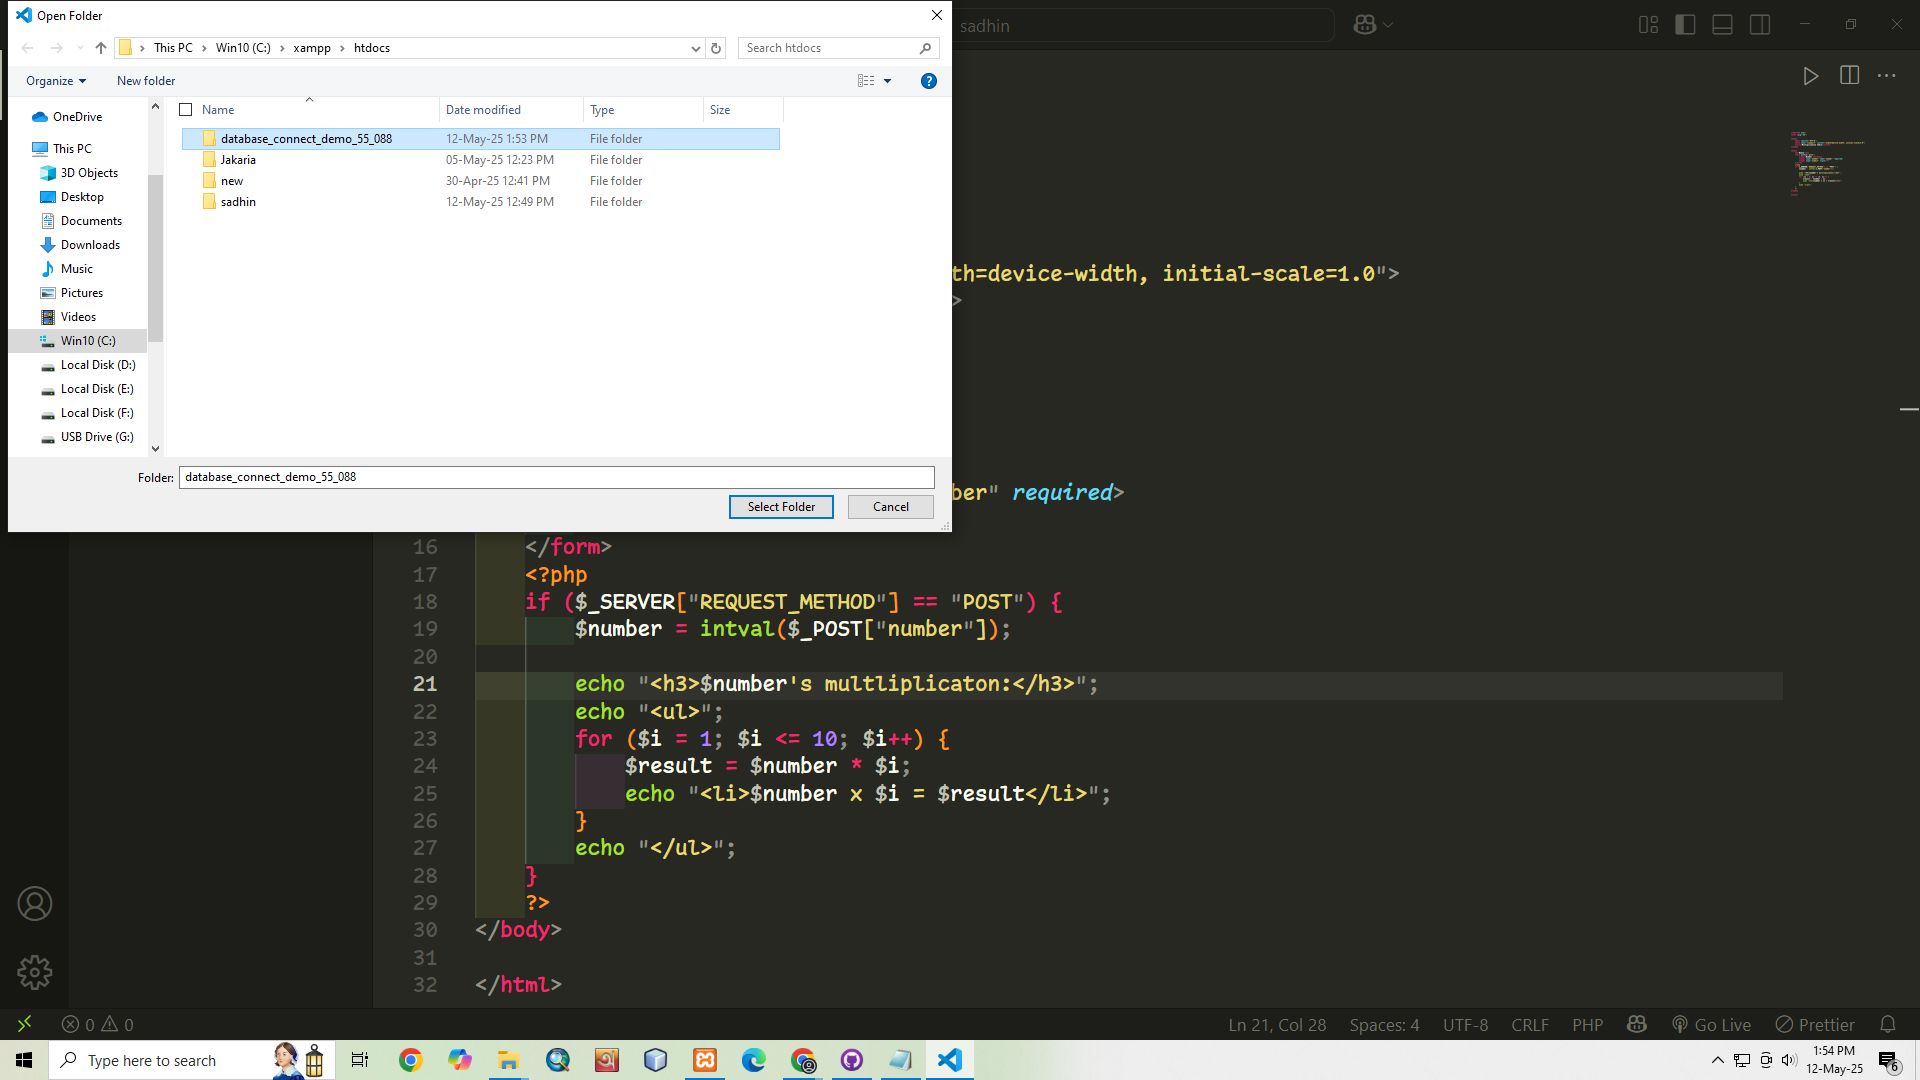 Open Folder
sadhin
This PC > Win10 (C:) > xampp > htdocs
Search htdocs
Organize
New folder
Name
Date modified
Type
Size
OneDrive
This PC
3D Objects
Desktop
Documents
Downloads
Music
Pictures
Videos
Win10 (C:)
Local Disk (D:)
Local Disk (E:)
Local Disk (F:)
USB Drive (G:)
database_connect_demo_55_088 12-May-25 1:53 PM File folder
Jakaria 05-May-25 12:23 PM File folder
new 30-Apr-25 12:41 PM File folder
sadhin 12-May-25 12:49 PM File folder
Folder: database_connect_demo_55_088
Select Folder
Cancel
th=device-width, initial-scale=1.0">
>
ber" required>
16 </form>
17 <?php
18 if ($_SERVER["REQUEST_METHOD"] == "POST") {
19 $number = intval($_POST["number"]);
20
21 echo "<h3>$number's multliplicaton:</h3>";
22 echo "<ul>";
23 for ($i = 1; $i <= 10; $i++) {
24 $result = $number * $i;
25 echo "<li>$number x $i = $result</li>";
26 }
27 echo "</ul>";
28 }
29 ?>
30 </body>
31
32 </html>
0 0
Ln 21, Col 28
Spaces: 4
UTF-8
CRLF
PHP
Go Live
Prettier
Type here to search
1:54 PM
12-May-25
6